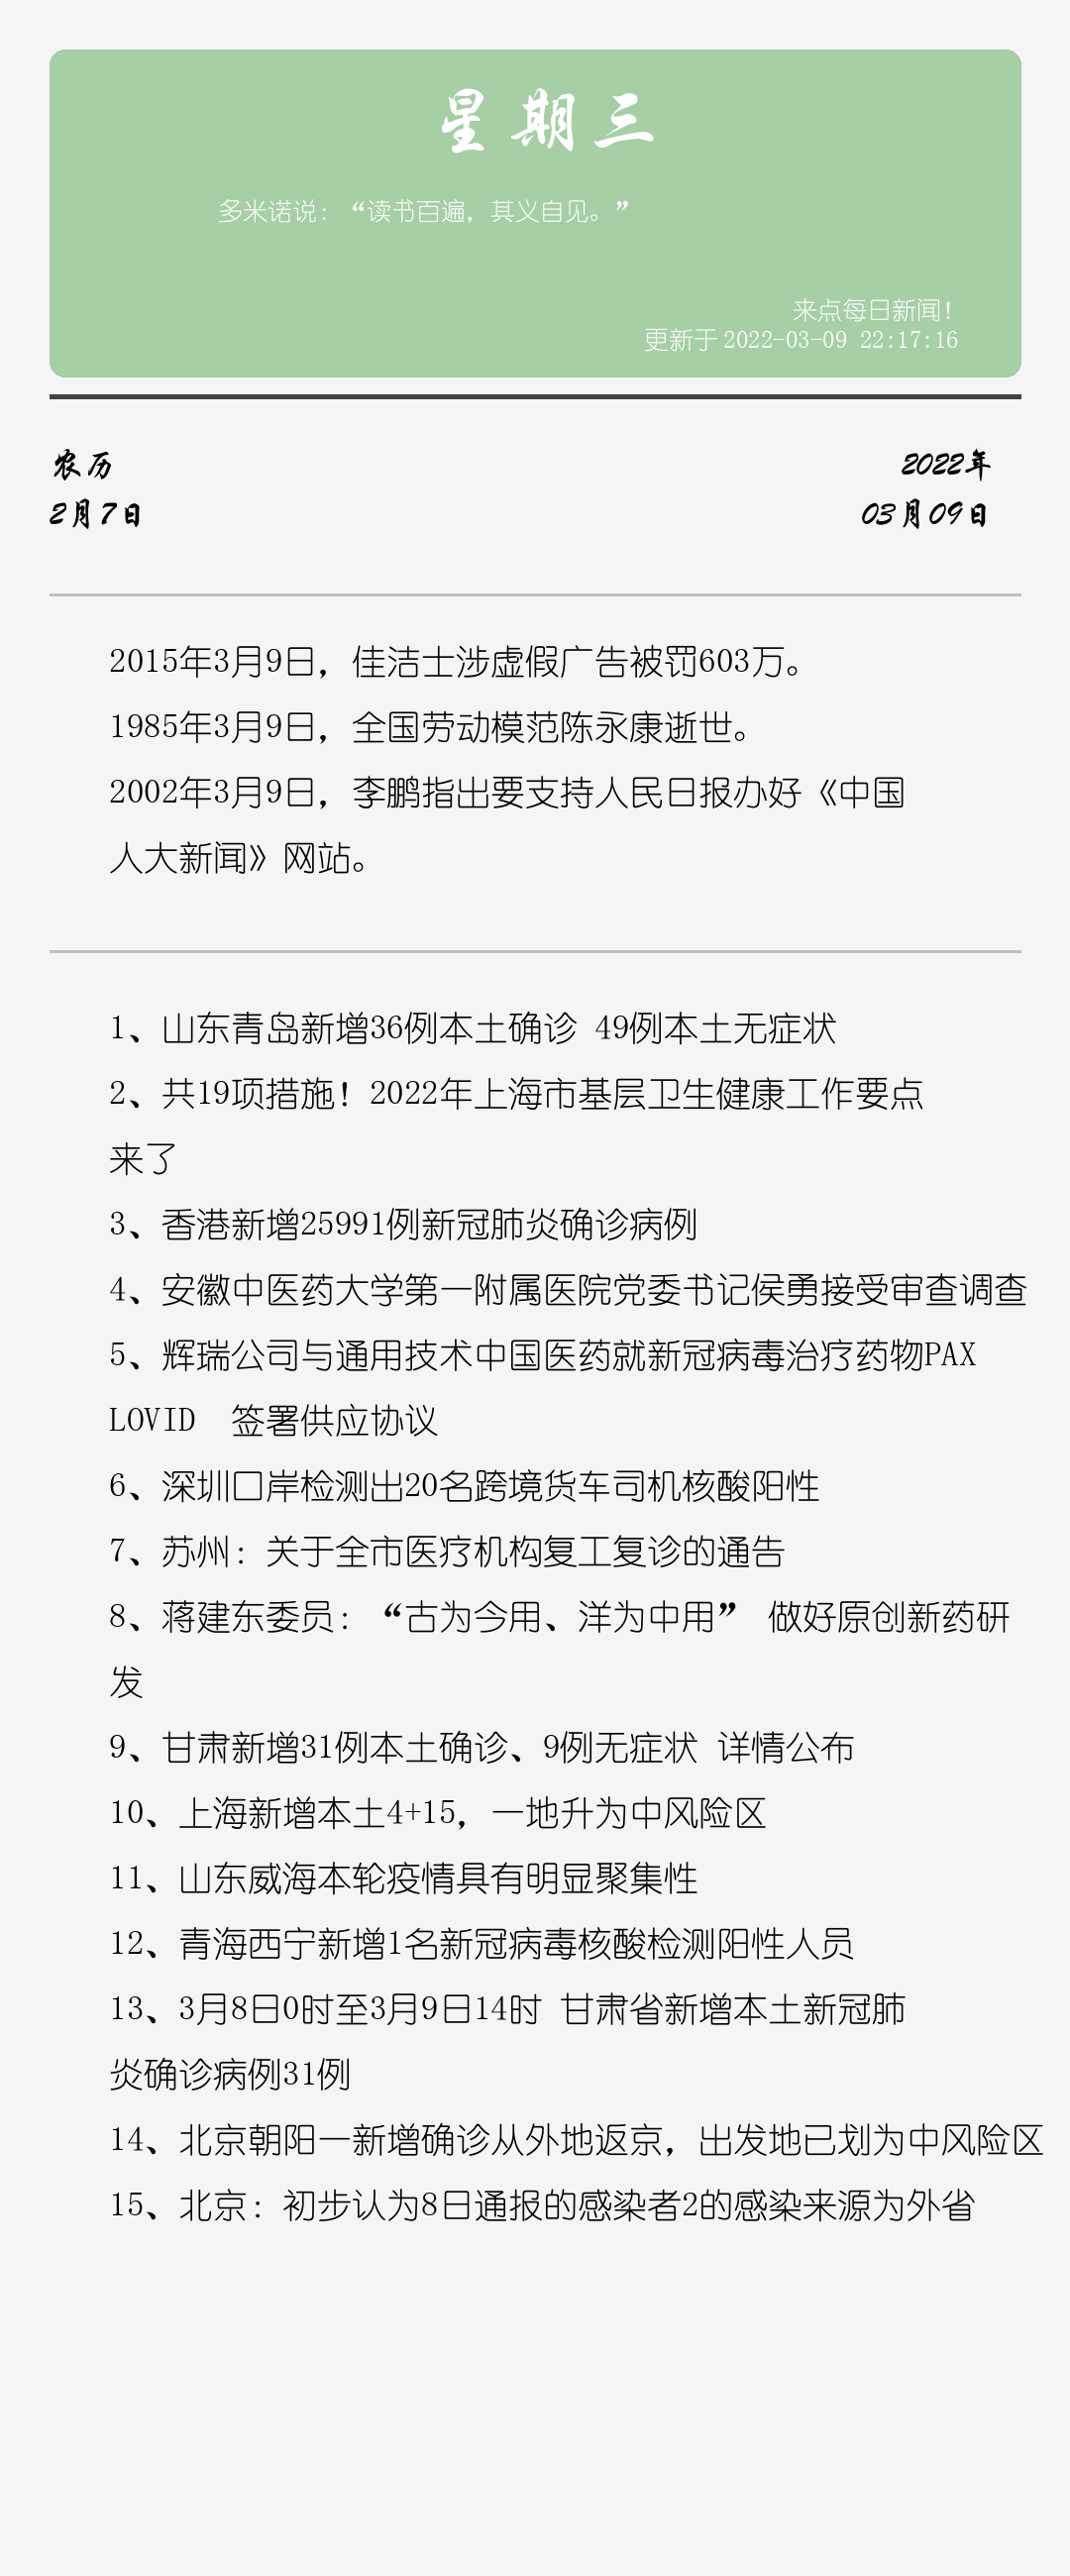 星期三
多米诺说：“读书百遍，其义自见。”
来点每日新闻！
更新于 2022-03-09 22:17:16
农历
2月7日
2022年
03月09日
2015年3月9日，佳洁士涉虚假广告被罚603万。
1985年3月9日，全国劳动模范陈永康逝世。
2002年3月9日，李鹏指出要支持人民日报办好《中国
人大新闻》网站。
1、山东青岛新增36例本土确诊 49例本土无症状
2、共19项措施！2022年上海市基层卫生健康工作要点
来了
3、香港新增25991例新冠肺炎确诊病例
4、安徽中医药大学第一附属医院党委书记侯勇接受审查调查
5、辉瑞公司与通用技术中国医药就新冠病毒治疗药物PAX
LOVID  签署供应协议
6、深圳口岸检测出20名跨境货车司机核酸阳性
7、苏州：关于全市医疗机构复工复诊的通告
8、蒋建东委员：“古为今用、洋为中用” 做好原创新药研
发
9、甘肃新增31例本土确诊、9例无症状 详情公布
10、上海新增本土4+15，一地升为中风险区
11、山东威海本轮疫情具有明显聚集性
12、青海西宁新增1名新冠病毒核酸检测阳性人员
13、3月8日0时至3月9日14时 甘肃省新增本土新冠肺
炎确诊病例31例
14、北京朝阳一新增确诊从外地返京，出发地已划为中风险区
15、北京：初步认为8日通报的感染者2的感染来源为外省